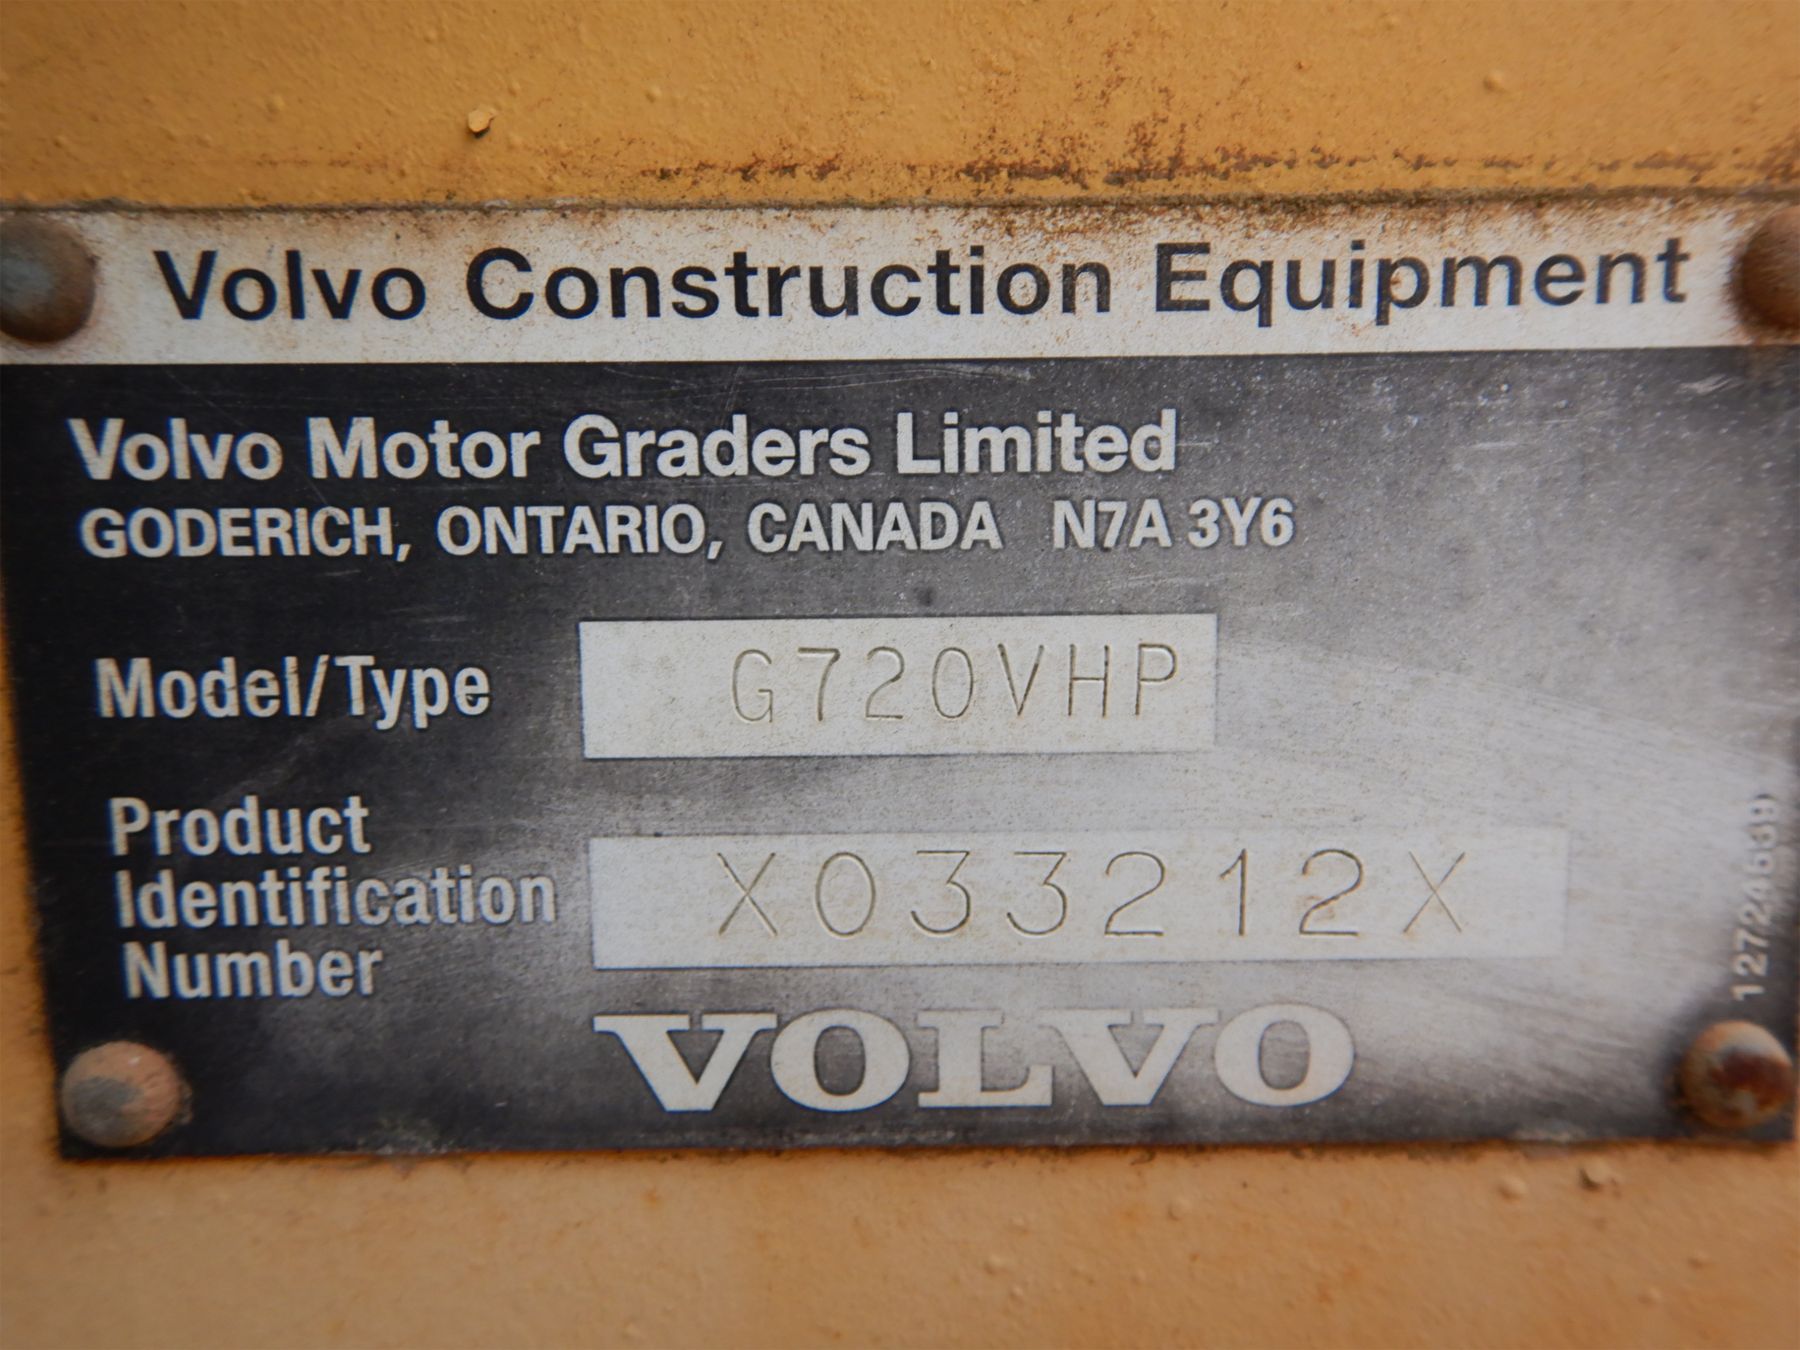 Volvo Construction Equipment
Volvo Motor Graders Limited
GODERICH, ONTARIO, CANADA N7A 3Y6
Model/Type G720VHP
Product
Identification
Number
X033212X
VOLVO